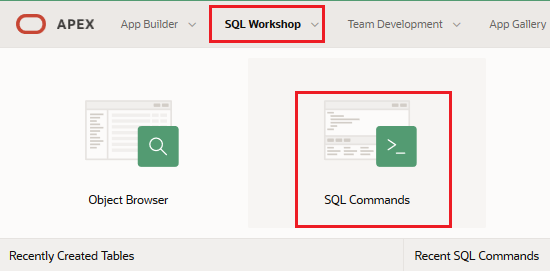 APEX App Builder SQL Workshop Team Development App Gallery
>_
Object Browser SQL Commands
Recently Created Tables Recent SQL Commands